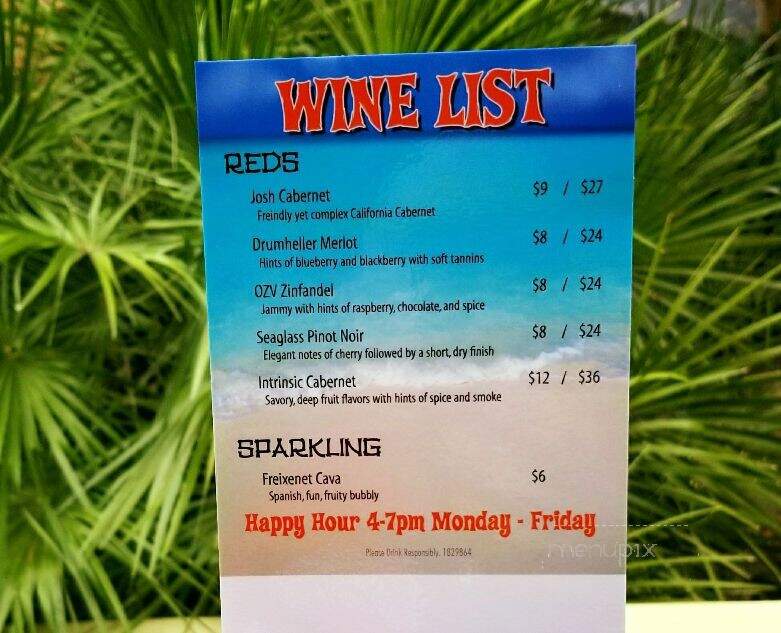 WINE LIST
REDS
Josh Cabernet $9 / $27
Freindly yet complex California Cabernet
Drumheller Merlot $8 / $24
Hints of blueberry and blackberry with soft tannins
OZV Zinfandel $8 / $24
Jammy with hints of raspberry, chocolate, and spice
Seaglass Pinot Noir $8 / $24
Elegant notes of cherry followed by a short, dry finish
Intrinsic Cabernet $12 / $36
Savory, deep fruit flavors with hints of spice and smoke
SPARKLING
Freixenet Cava $6
Spanish, fun, fruity bubbly
Happy Hour 4-7pm Monday - Friday
Please Drink Responsibly. 1829864
menupix